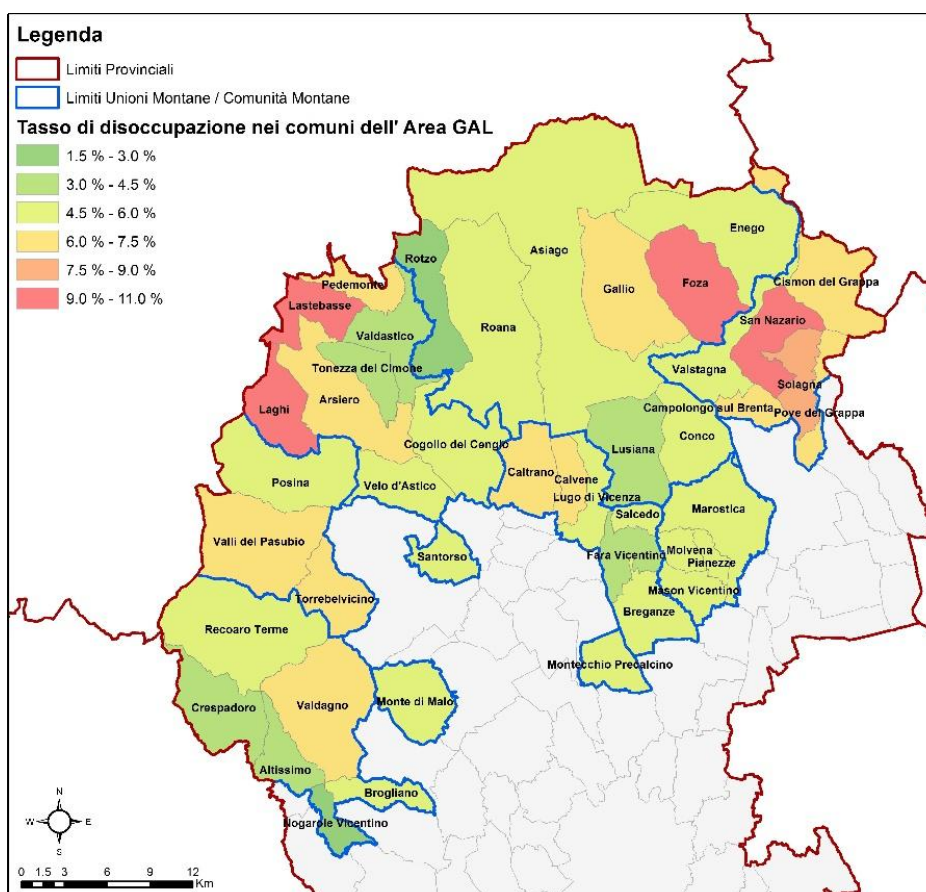 Legenda
Limiti Provinciali
Limiti Unioni Montane / Comunità Montane
Tasso di disoccupazione nei comuni dell' Area GAL
1.5 % - 3.0 %
3.0 % - 4.5 %
4.5 % - 6.0 %
6.0 % - 7.5 %
7.5 % - 9.0 %
9.0 % - 11.0 %
Enego
Asiago
Rotzo
Cismon del Grappa
Pedemonte
Gallio
Foza
Lastebasse
San Nazario
Roana
Valdastico
Tonezza del Cimone
Valstagna
Solagna
Arsiero
Laghi
Campolongo sul Brenta
Pove del Grappa
Conco
Cogollo del Cengio
Lusiana
Caltrano
Calvene
Posina
Velo d'Astico
Lugo di Vicenza
Marostica
Salcedo
Valli del Pasubio
Santorso
Fara Vicentino
Molvena
Pianezze
Mason Vicentino
Torrebelvicino
Breganze
Recoaro Terme
Montecchio Precalcino
Crespadoro
Valdagno
Monte di Malo
Altissimo
Brogliano
Nogarole Vicentino
N
W
E
S
0 1.5 3 6 9 12
Km